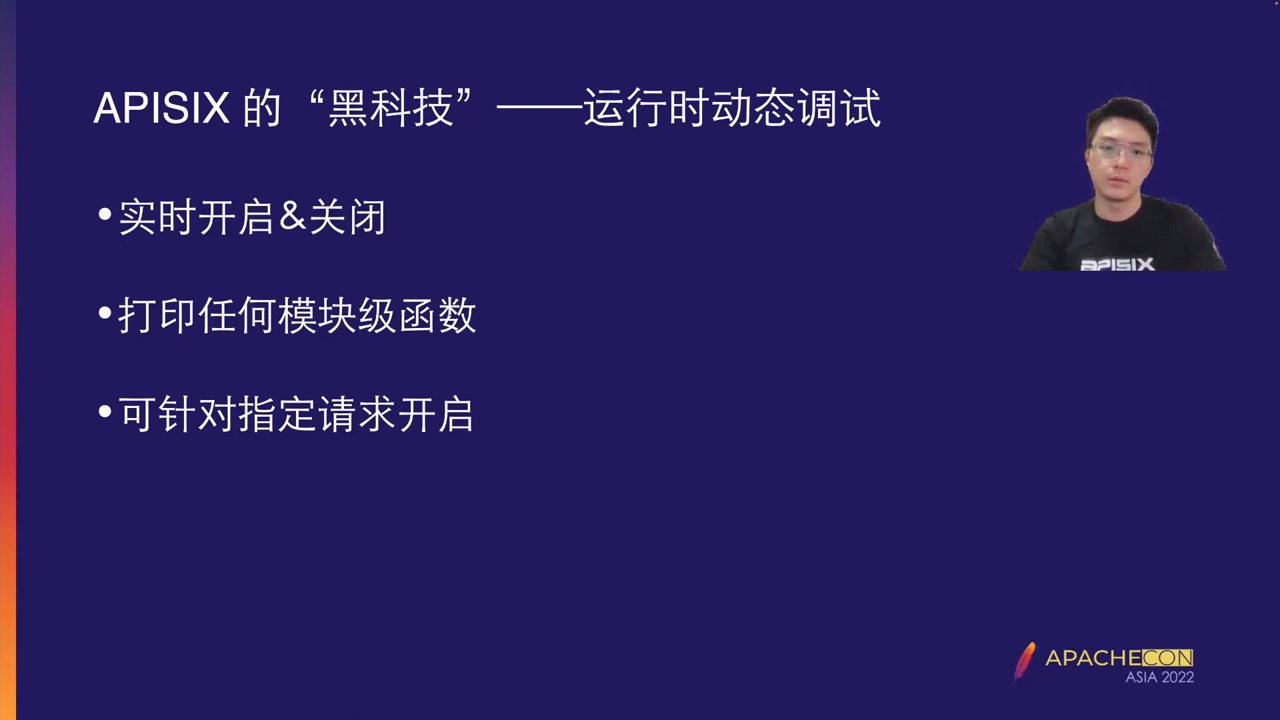 APISIX 的“黑科技”——运行时动态调试
•实时开启&关闭
•打印任何模块级函数
•可针对指定请求开启
APISIX
APACHECON
ASIA 2022